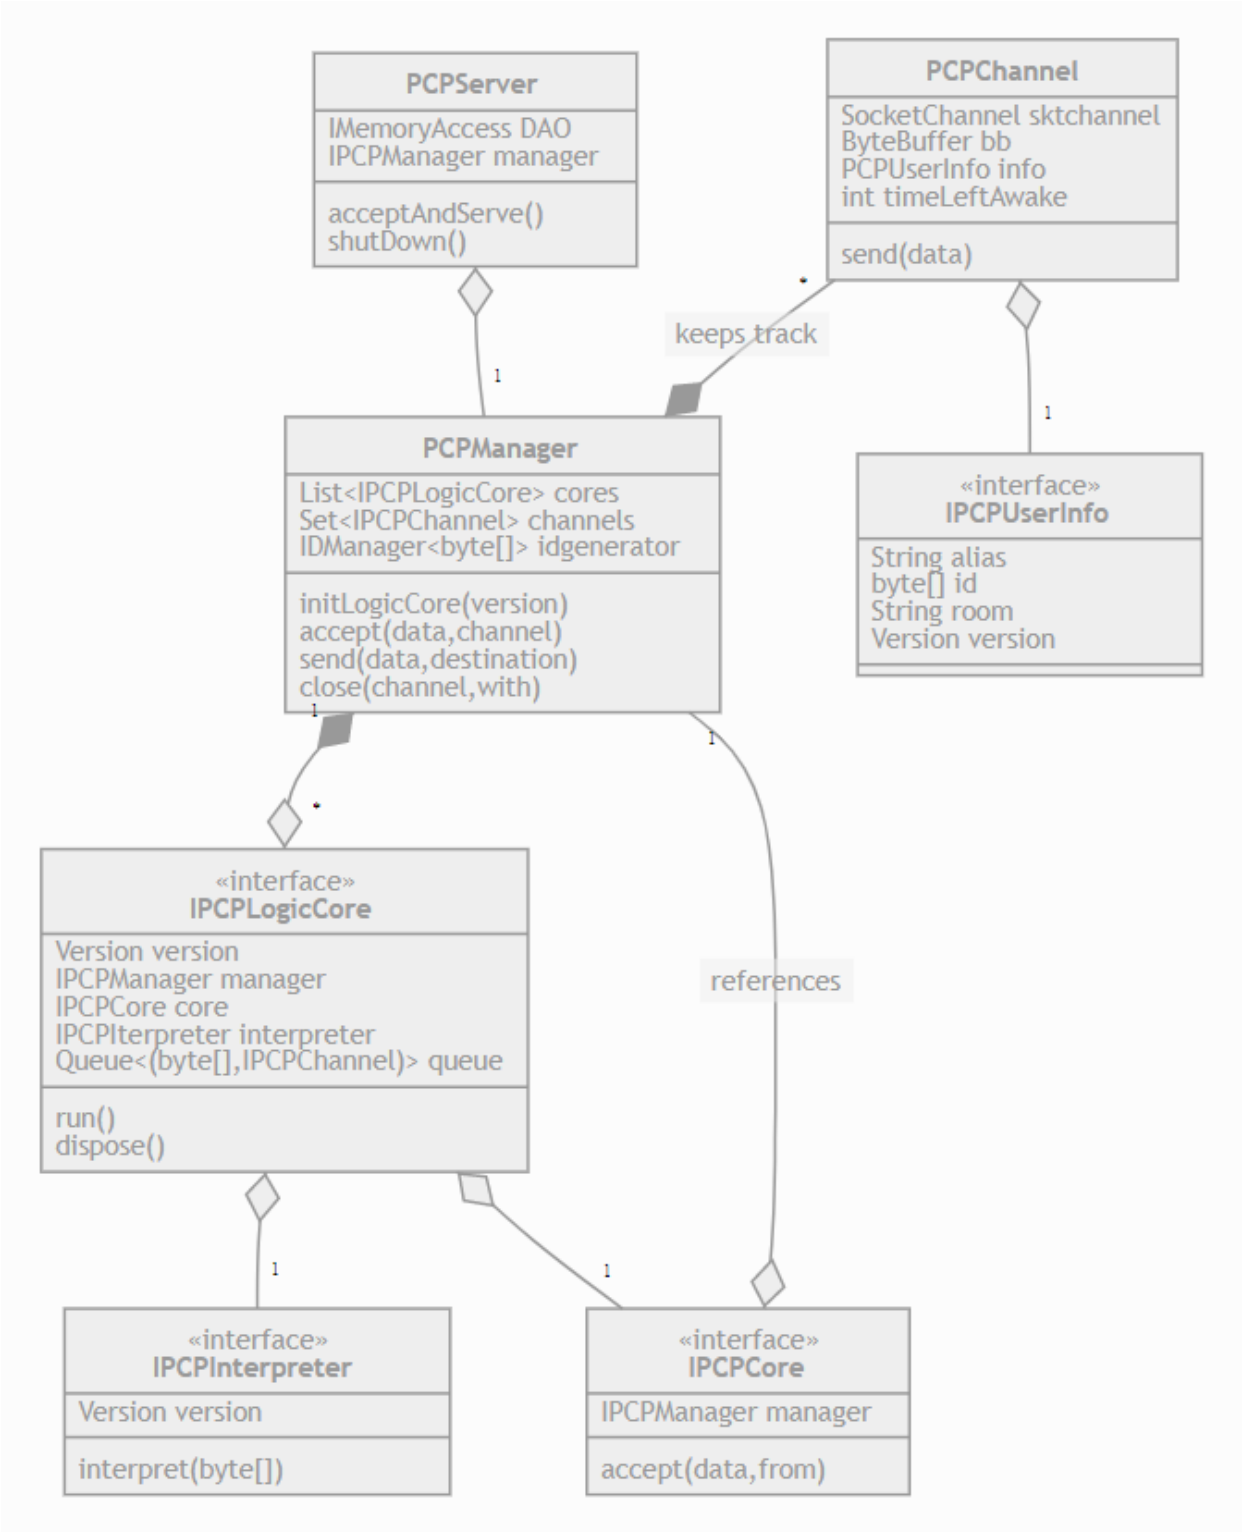 PCPServer
IMemoryAccess DAO
IPCPManager manager
acceptAndServe()
shutDown()
PCPChannel
SocketChannel sktchannel
ByteBuffer bb
PCPUserInfo info
int timeLeftAwake
send(data)
*
keeps track
1
1
PCPManager
List<IPCPLogicCore> cores
Set<IPCPChannel> channels
IDManager<byte[]> idgenerator
initLogicCore(version)
accept(data,channel)
send(data,destination)
close(channel,with)
«interface»
IPCPUserInfo
String alias
byte[] id
String room
Version version
1
1
*
«interface»
IPCPLogicCore
Version version
IPCPManager manager
IPCPCore core
IPCPIterpreter interpreter
Queue<(byte[],IPCPChannel)> queue
run()
dispose()
references
1
1
«interface»
IPCPInterpreter
Version version
interpret(byte[])
«interface»
IPCPCore
IPCPManager manager
accept(data,from)